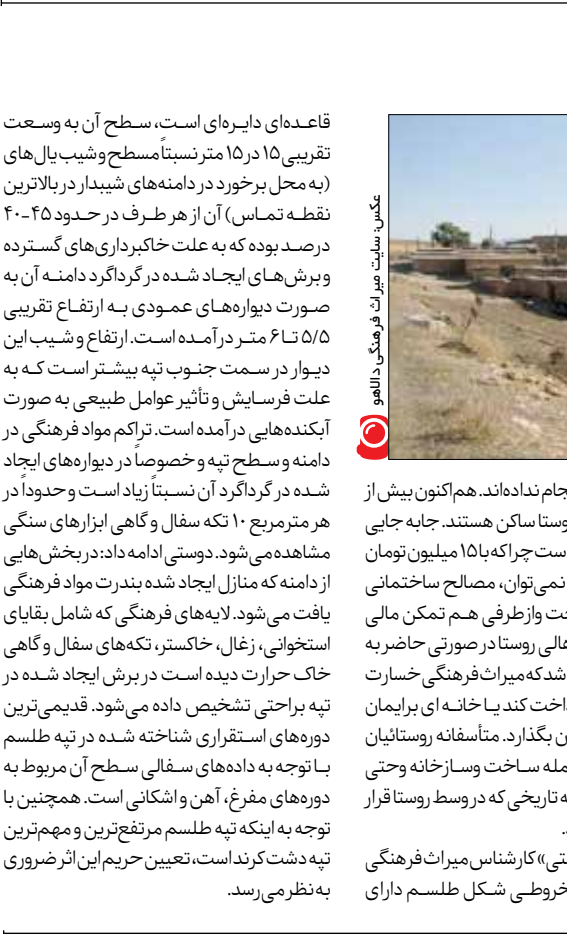 عکس: سایت میراث فرهنگی دالاهو
جام نداده‌اند. هم‌اکنون بیش از
وستا ساکن هستند. جابه جایی
ست چراکه با ۱۵ میلیون تومان
نمی‌توان، مصالح ساختمانی
خت وازطرفی هم تمکن مالی
هالی روستا در صورتی حاضر به
شد که میراث فرهنگی خسارت
داخت کند یا خانه ای برایمان
ن بگذارد. متأسفانه روستائیان
مله ساخت وسازخانه وحتی
ه تاریخی که در وسط روستا قرار
د.
تی» کارشناس میراث فرهنگی
خروطی شکل طلسم دارای
قاعده‌ای دایره‌ای است، سطح آن به وسعت
تقریبی ۱۵ در ۱۵ متر نسبتاً مسطح و شیب یال‌های
(به محل برخورد در دامنه‌های شیبدار در بالاترین
نقطه تماس) آن از هر طرف در حدود ۴۵-۴۰
درصد بوده که به علت خاکبرداری‌های گسترده
و برش‌های ایجاد شده در گرداگرد دامنه آن به
صورت دیواره‌های عمودی به ارتفاع تقریبی
۵/۵ تا ۶ متر درآمده است. ارتفاع و شیب این
دیوار در سمت جنوب تپه بیشتر است که به
علت فرسایش و تأثیر عوامل طبیعی به صورت
آبکنده‌هایی درآمده است. تراکم مواد فرهنگی در
دامنه و سطح تپه و خصوصاً در دیواره‌های ایجاد
شده در گرداگرد آن نسبتاً زیاد است و حدوداً در
هر مترمربع ۱۰ تکه سفال و گاهی ابزارهای سنگی
مشاهده می‌شود. دوستی ادامه داد: در بخش‌هایی
از دامنه که منازل ایجاد شده بندرت مواد فرهنگی
یافت می‌شود. لایه‌های فرهنگی که شامل بقایای
استخوانی، زغال، خاکستر، تکه‌های سفال و گاهی
خاک حرارت دیده است در برش ایجاد شده در
تپه براحتی تشخیص داده می‌شود. قدیمی‌ترین
دوره‌های استقراری شناخته شده در تپه طلسم
با توجه به داده‌های سفالی سطح آن مربوط به
دوره‌های مفرغ، آهن و اشکانی است. همچنین با
توجه به اینکه تپه طلسم مرتفع‌ترین و مهم‌ترین
تپه دشت کرند است، تعیین حریم این اثر ضروری
به نظر می‌رسد.